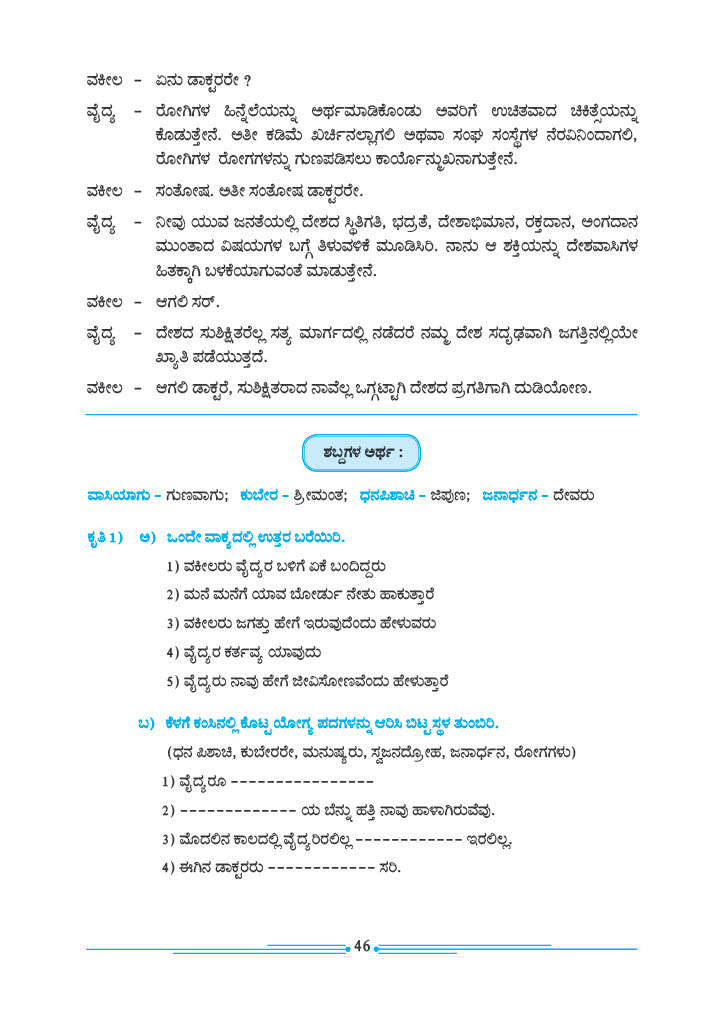 ವಕೀಲ – ಏನು ಡಾಕ್ಟರರೇ ?
ವೈದ್ಯ – ರೋಗಿಗಳ ಹಿನ್ನೆಲೆಯನ್ನು ಅರ್ಥಮಾಡಿಕೊಂಡು ಅವರಿಗೆ ಉಚಿತವಾದ ಚಿಕಿತ್ಸೆಯನ್ನು
ಕೊಡುತ್ತೇನೆ. ಅತೀ ಕಡಿಮೆ ಖರ್ಚಿನಲ್ಲಾಗಲಿ ಅಥವಾ ಸಂಘ ಸಂಸ್ಥೆಗಳ ನೆರವಿನಿಂದಾಗಲಿ,
ರೋಗಿಗಳ ರೋಗಗಳನ್ನು ಗುಣಪಡಿಸಲು ಕಾರ್ಯೊನ್ಮುಖನಾಗುತ್ತೇನೆ.
ವಕೀಲ – ಸಂತೋಷ. ಅತೀ ಸಂತೋಷ ಡಾಕ್ಟರರೇ.
ವೈದ್ಯ – ನೀವು ಯುವ ಜನತೆಯಲ್ಲಿ ದೇಶದ ಸ್ಥಿತಿಗತಿ, ಭದ್ರತೆ, ದೇಶಾಭಿಮಾನ, ರಕ್ತದಾನ, ಅಂಗದಾನ
ಮುಂತಾದ ವಿಷಯಗಳ ಬಗ್ಗೆ ತಿಳುವಳಿಕೆ ಮೂಡಿಸಿರಿ. ನಾನು ಆ ಶಕ್ತಿಯನ್ನು ದೇಶವಾಸಿಗಳ
ಹಿತಕ್ಕಾಗಿ ಬಳಕೆಯಾಗುವಂತೆ ಮಾಡುತ್ತೇನೆ.
ವಕೀಲ – ಆಗಲಿ ಸರ್.
ವೈದ್ಯ – ದೇಶದ ಸುಶಿಕ್ಷಿತರೆಲ್ಲ ಸತ್ಯ ಮಾರ್ಗದಲ್ಲಿ ನಡೆದರೆ ನಮ್ಮ ದೇಶ ಸದೃಢವಾಗಿ ಜಗತ್ತಿನಲ್ಲಿಯೇ
ಖ್ಯಾತಿ ಪಡೆಯುತ್ತದೆ.
ವಕೀಲ – ಆಗಲಿ ಡಾಕ್ಟರೆ, ಸುಶಿಕ್ಷಿತರಾದ ನಾವೆಲ್ಲ ಒಗ್ಗಟ್ಟಾಗಿ ದೇಶದ ಪ್ರಗತಿಗಾಗಿ ದುಡಿಯೋಣ.
ಶಬ್ದಗಳ ಅರ್ಥ :
ವಾಸಿಯಾಗು – ಗುಣವಾಗು; ಕುಬೇರ – ಶ್ರೀಮಂತ; ಧನಪಿಶಾಚಿ – ಜಿಪುಣ; ಜನಾರ್ಧನ – ದೇವರು
ಕೃತಿ 1) ಅ) ಒಂದೇ ವಾಕ್ಯದಲ್ಲಿ ಉತ್ತರ ಬರೆಯಿರಿ.
1) ವಕೀಲರು ವೈದ್ಯರ ಬಳಿಗೆ ಏಕೆ ಬಂದಿದ್ದರು
2) ಮನೆ ಮನೆಗೆ ಯಾವ ಬೋರ್ಡು ನೇತು ಹಾಕುತ್ತಾರೆ
3) ವಕೀಲರು ಜಗತ್ತು ಹೇಗೆ ಇರುವುದೆಂದು ಹೇಳುವರು
4) ವೈದ್ಯರ ಕರ್ತವ್ಯ ಯಾವುದು
5) ವೈದ್ಯರು ನಾವು ಹೇಗೆ ಜೀವಿಸೋಣವೆಂದು ಹೇಳುತ್ತಾರೆ
ಬ) ಕೆಳಗೆ ಕಂಸಿನಲ್ಲಿ ಕೊಟ್ಟ ಯೋಗ್ಯ ಪದಗಳನ್ನು ಆರಿಸಿ ಬಿಟ್ಟ ಸ್ಥಳ ತುಂಬಿರಿ.
(ಧನ ಪಿಶಾಚಿ, ಕುಬೇರರೇ, ಮನುಷ್ಯರು, ಸ್ವಜನದ್ರೋಹ, ಜನಾರ್ಧನ, ರೋಗಗಳು)
1) ವೈದ್ಯರೂ ----------------
2) ------------- ಯ ಬೆನ್ನು ಹತ್ತಿ ನಾವು ಹಾಳಾಗಿರುವೆವು.
3) ಮೊದಲಿನ ಕಾಲದಲ್ಲಿ ವೈದ್ಯರಿರಲಿಲ್ಲ ------------ ಇರಲಿಲ್ಲ.
4) ಈಗಿನ ಡಾಕ್ಟರರು ------------ ಸರಿ.
46